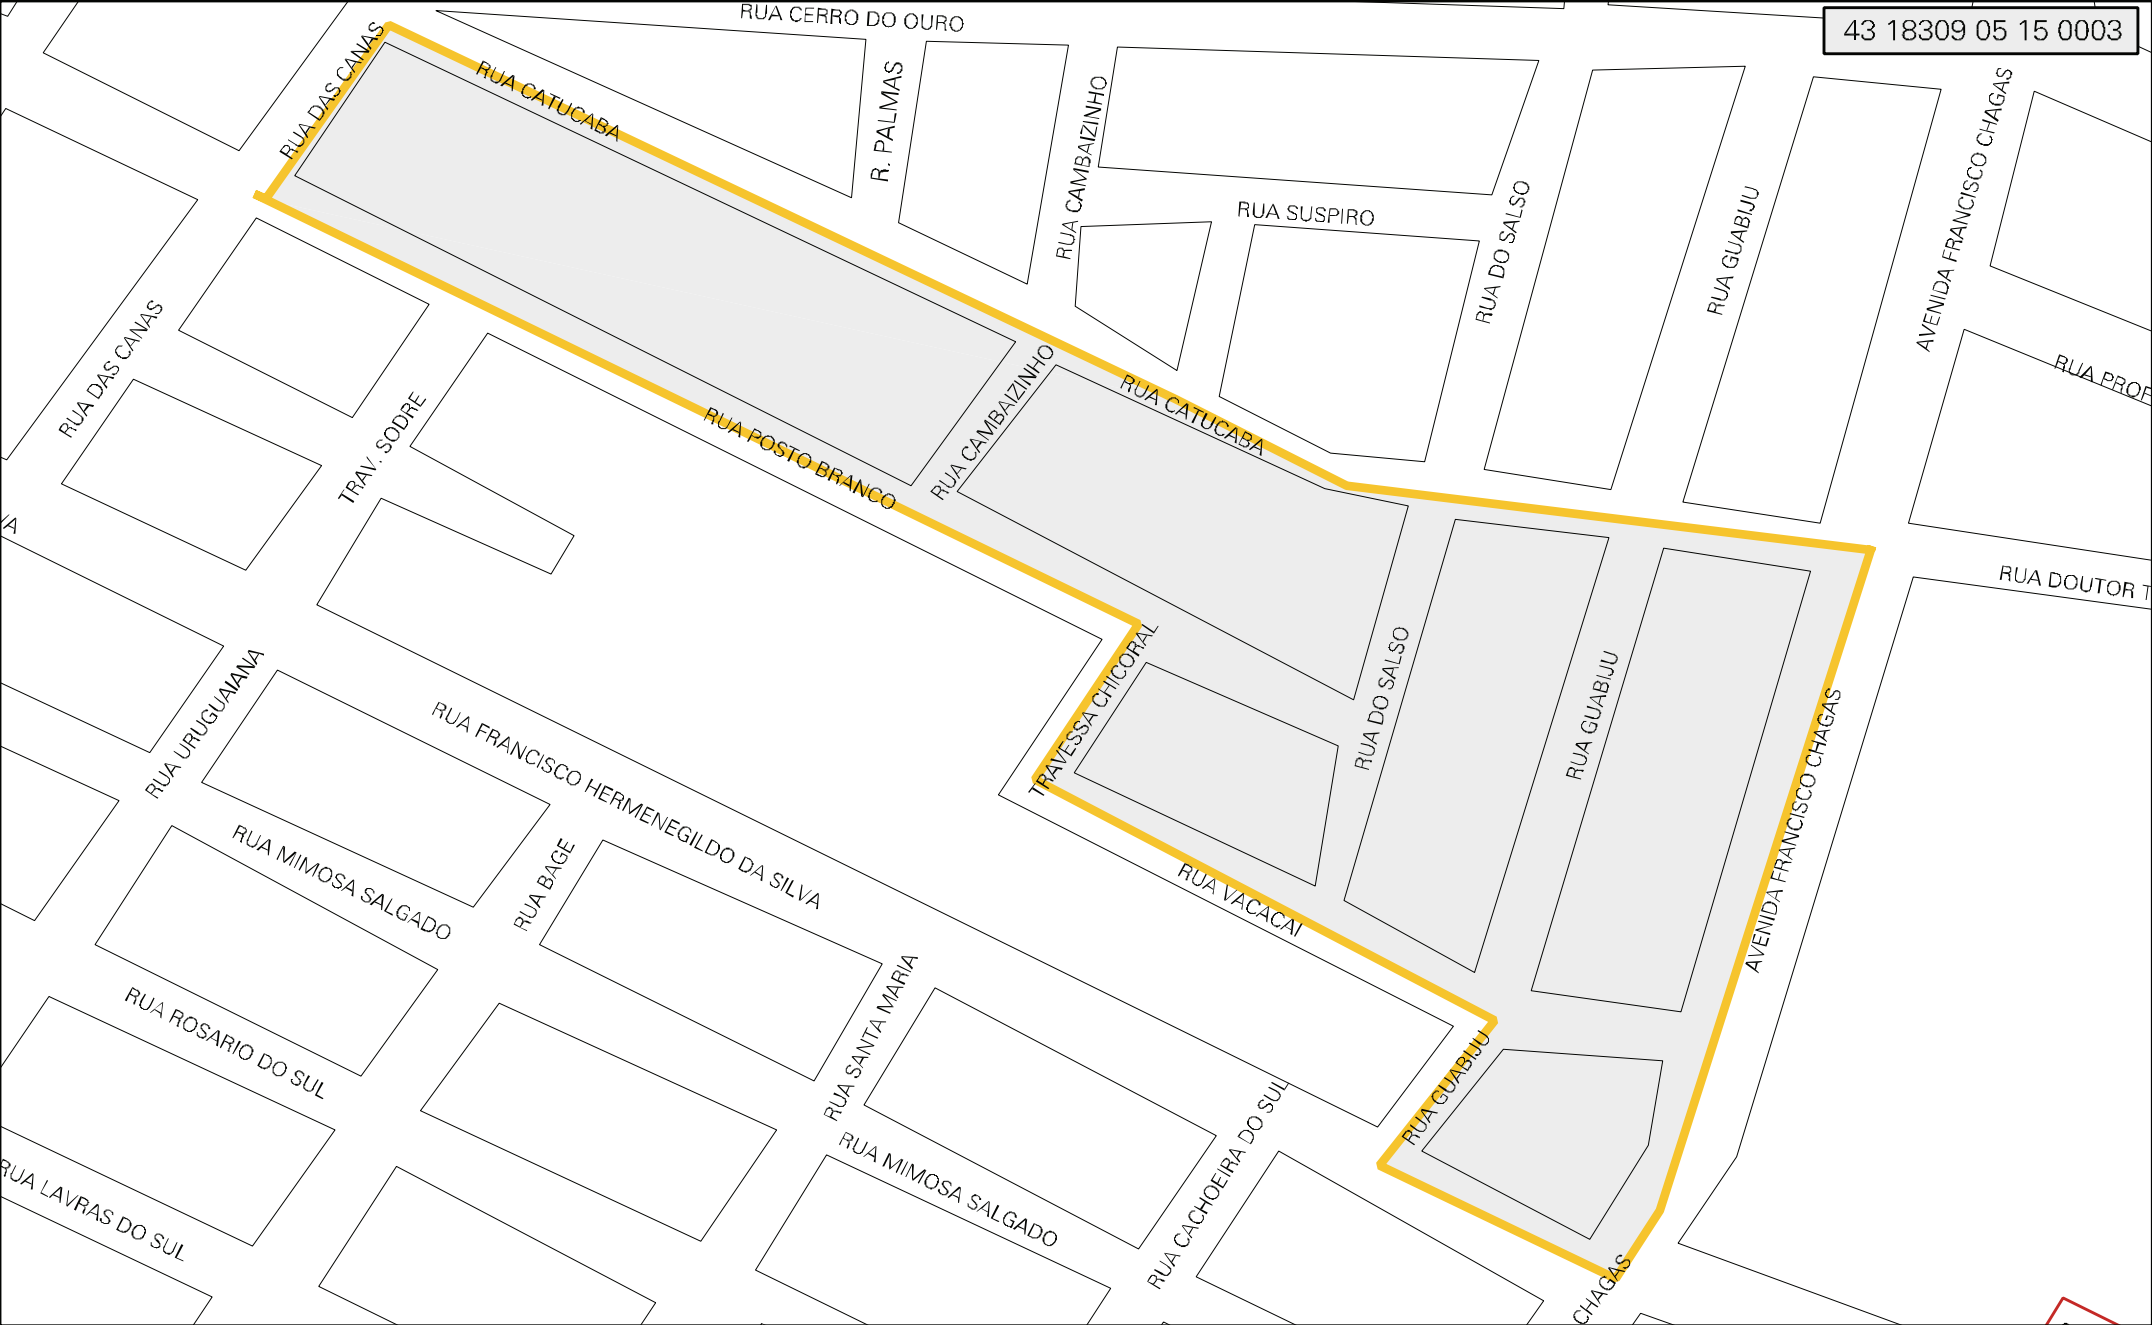 RUA CERRO DO OURO
43 18309 05 15 0003
RUA DAS CANAS
RUA CATUCABA
R. PALMAS
RUA CAMBAIZINHO
RUA SUSPIRO
RUA DO SALSO
RUA GUABIJU
AVENIDA FRANCISCO CHAGAS
RUA PROF
RUA DAS CANAS
TRAV. SODRE
RUA POSTO BRANCO
RUA CAMBAIZINHO
RUA CATUCABA
RUA DOUTOR T
RUA URUGUAIANA
RUA FRANCISCO HERMENEGILDO DA SILVA
TRAVESSA CHICORAL
RUA DO SALSO
RUA GUABIJU
AVENIDA FRANCISCO CHAGAS
RUA MIMOSA SALGADO
RUA BAGE
RUA VACACAI
RUA ROSARIO DO SUL
RUA SANTA MARIA
RUA GUABIJU
RUA LAVRAS DO SUL
RUA MIMOSA SALGADO
RUA CACHOEIRA DO SUL
CHAGAS